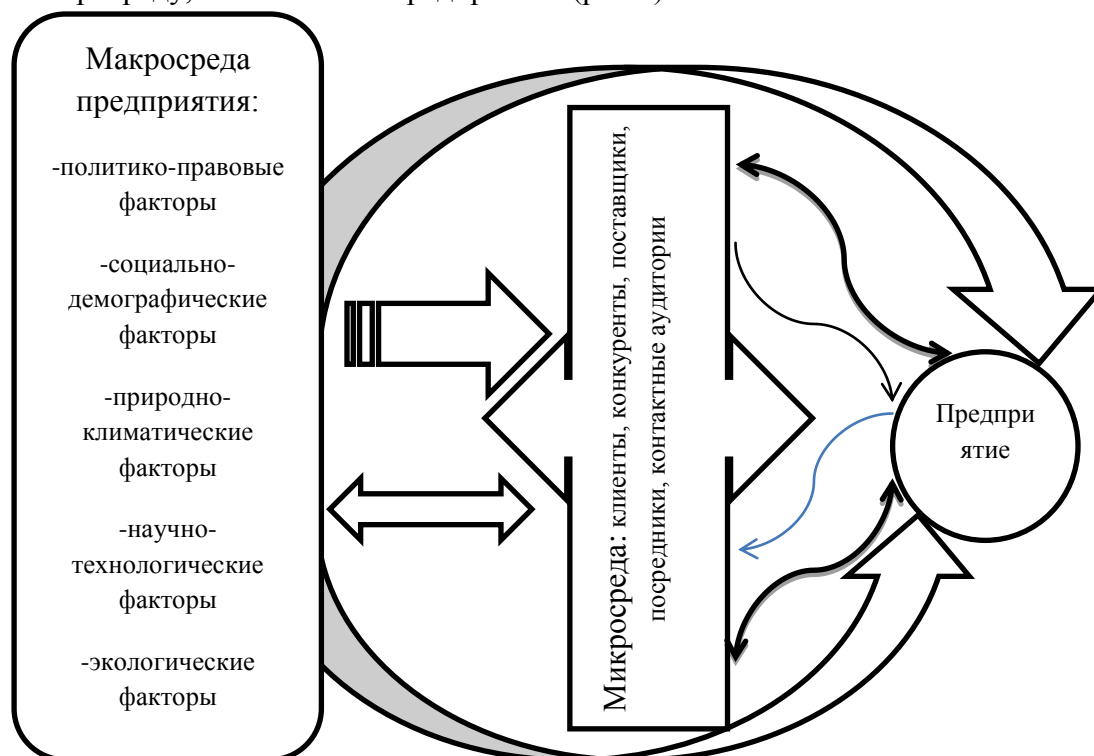 Макросреда
предприятия:
-политико-правовые
факторы
-социально-
демографические
факторы
-природно-
климатические
факторы
-научно-
технологические
факторы
-экологические
факторы
Микросреда: клиенты, конкуренты, поставщики,
посредники, контактные аудитории
Предпри
ятие